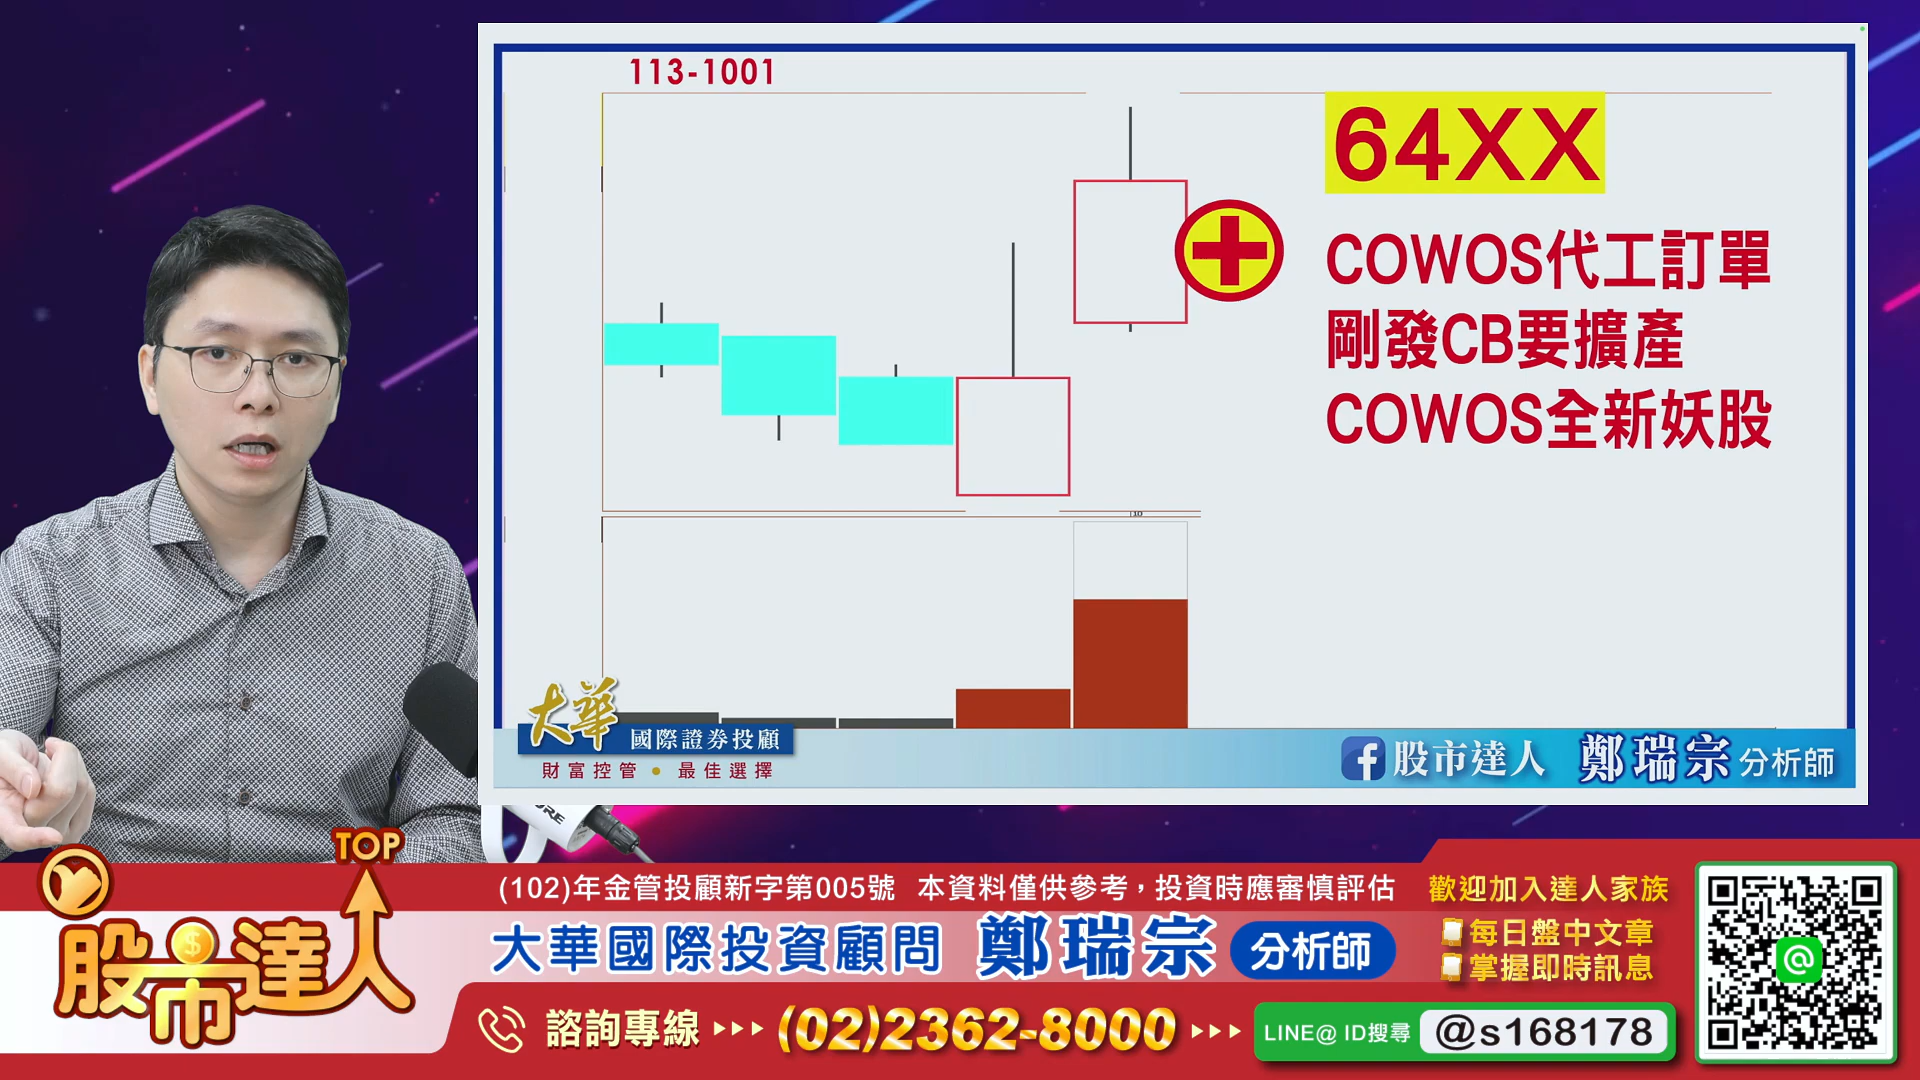 113-1001
64XX
COWOS代工訂單
剛發CB要擴產
COWOS全新妖股
10
大華
國際證券投顧
財富控管•最佳選擇
股市達人 鄭瑞宗 分析師
URE
TOP
股市達人
(102)年金管投顧新字第005號 本資料僅供參考，投資時應審慎評估
大華國際投資顧問 鄭瑞宗 分析師
諮詢專線 (02)2362-8000
歡迎加入達人家族
每日盤中文章
掌握即時訊息
LINE@ ID搜尋 @s168178
@